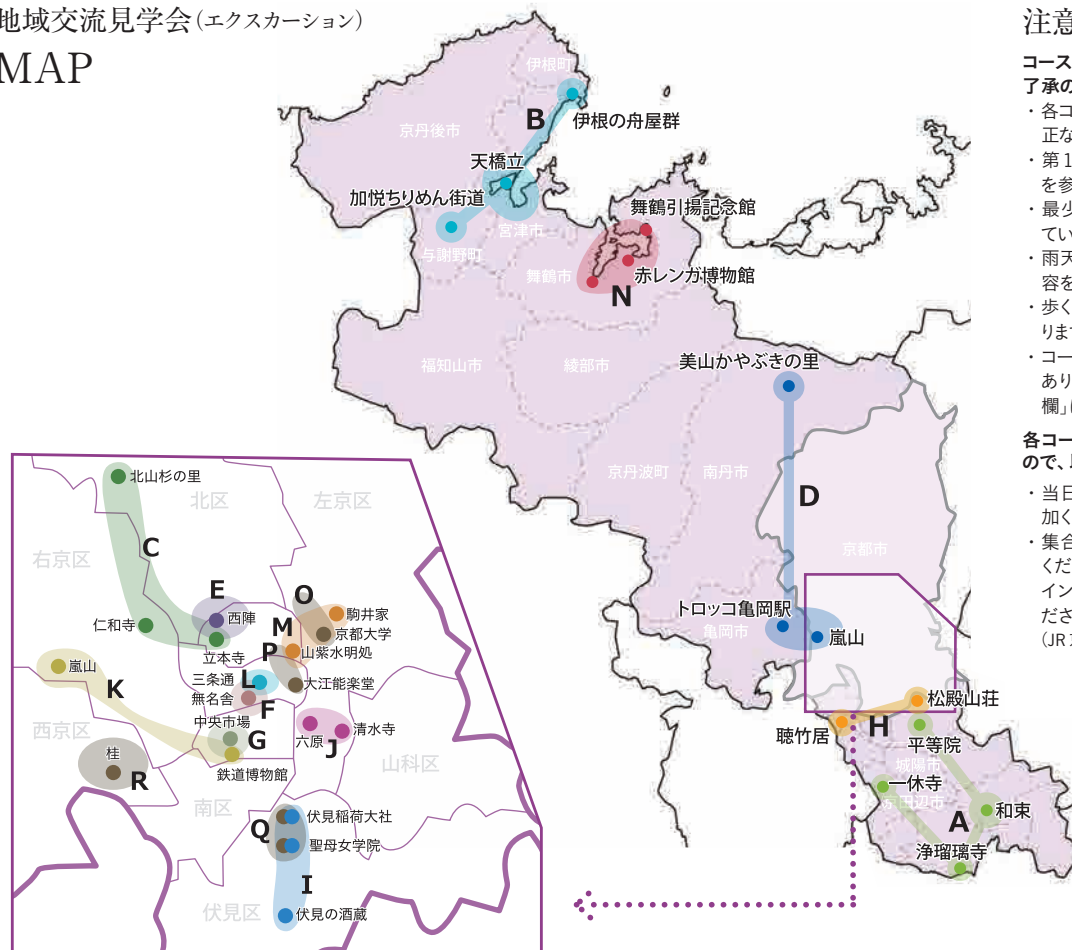 地域交流見学会（エクスカーション）
MAP
伊根町
B
伊根の舟屋群
京丹後市
天橋立
加悦ちりめん街道
宮津市
与謝野町
舞鶴引揚記念館
舞鶴市
赤レンガ博物館
N
福知山市
綾部市
美山かやぶきの里
京丹波町
南丹市
D
京都市
トロッコ亀岡駅
亀岡市
嵐山
松殿山荘
聴竹居
H
平等院
城陽市
一休寺
京田辺市
和束
A
浄瑠璃寺
北山杉の里
北区
左京区
右京区
C
E
西陣
仁和寺
立本寺
O
駒井家
M
京都大学
P
山紫水明処
嵐山
K
三条通
L
大江能楽堂
無名舎
F
中央市場
G
六原
J
清水寺
西京区
桂
R
鉄道博物館
山科区
南区
Q
伏見稲荷大社
聖母女学院
I
伏見区
伏見の酒蔵
注意
コース
了承の
・各コ
正な
・第1
を参
・最少
てい
・雨天
容を
・歩く
りま
・コー
あり
欄」
各コー
ので、
・当日
加く
・集合
くだ
イン
ださ
（JR